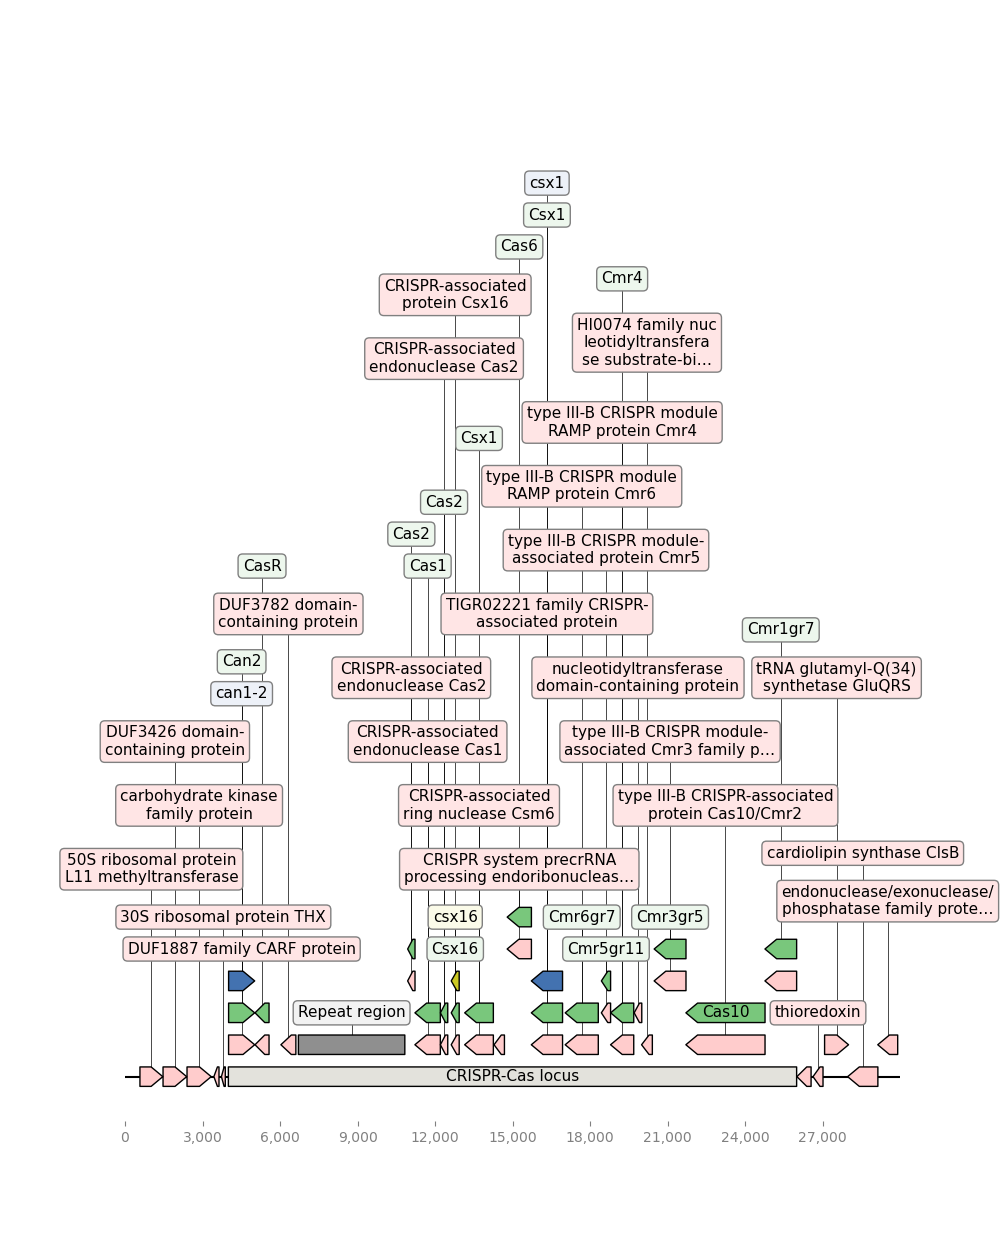 csx1
Csx1
Cas6
Cmr4
CRISPR-associated
protein Csx16
HI0074 family nuc
leotidyltransfera
se substrate-bi…
CRISPR-associated
endonuclease Cas2
type III-B CRISPR module
RAMP protein Cmr4
Csx1
type III-B CRISPR module
RAMP protein Cmr6
Cas2
Cas2
type III-B CRISPR module-
associated protein Cmr5
CasR
Cas1
DUF3782 domain-
containing protein
TIGR02221 family CRISPR-
associated protein
Cmr1gr7
Can2
CRISPR-associated
endonuclease Cas2
nucleotidyltransferase
domain-containing protein
tRNA glutamyl-Q(34)
synthetase GluQRS
can1-2
DUF3426 domain-
containing protein
CRISPR-associated
endonuclease Cas1
type III-B CRISPR module-
associated Cmr3 family p…
carbohydrate kinase
family protein
CRISPR-associated
ring nuclease Csm6
type III-B CRISPR-associated
protein Cas10/Cmr2
cardiolipin synthase ClsB
50S ribosomal protein
L11 methyltransferase
CRISPR system precrRNA
processing endoribonucleas…
endonuclease/exonuclease/
phosphatase family prote…
30S ribosomal protein THX
csx16
Cmr6gr7
Cmr3gr5
DUF1887 family CARF protein
Csx16
Cmr5gr11
Repeat region
Cas10
thioredoxin
CRISPR-Cas locus
0
3,000
6,000
9,000
12,000
15,000
18,000
21,000
24,000
27,000